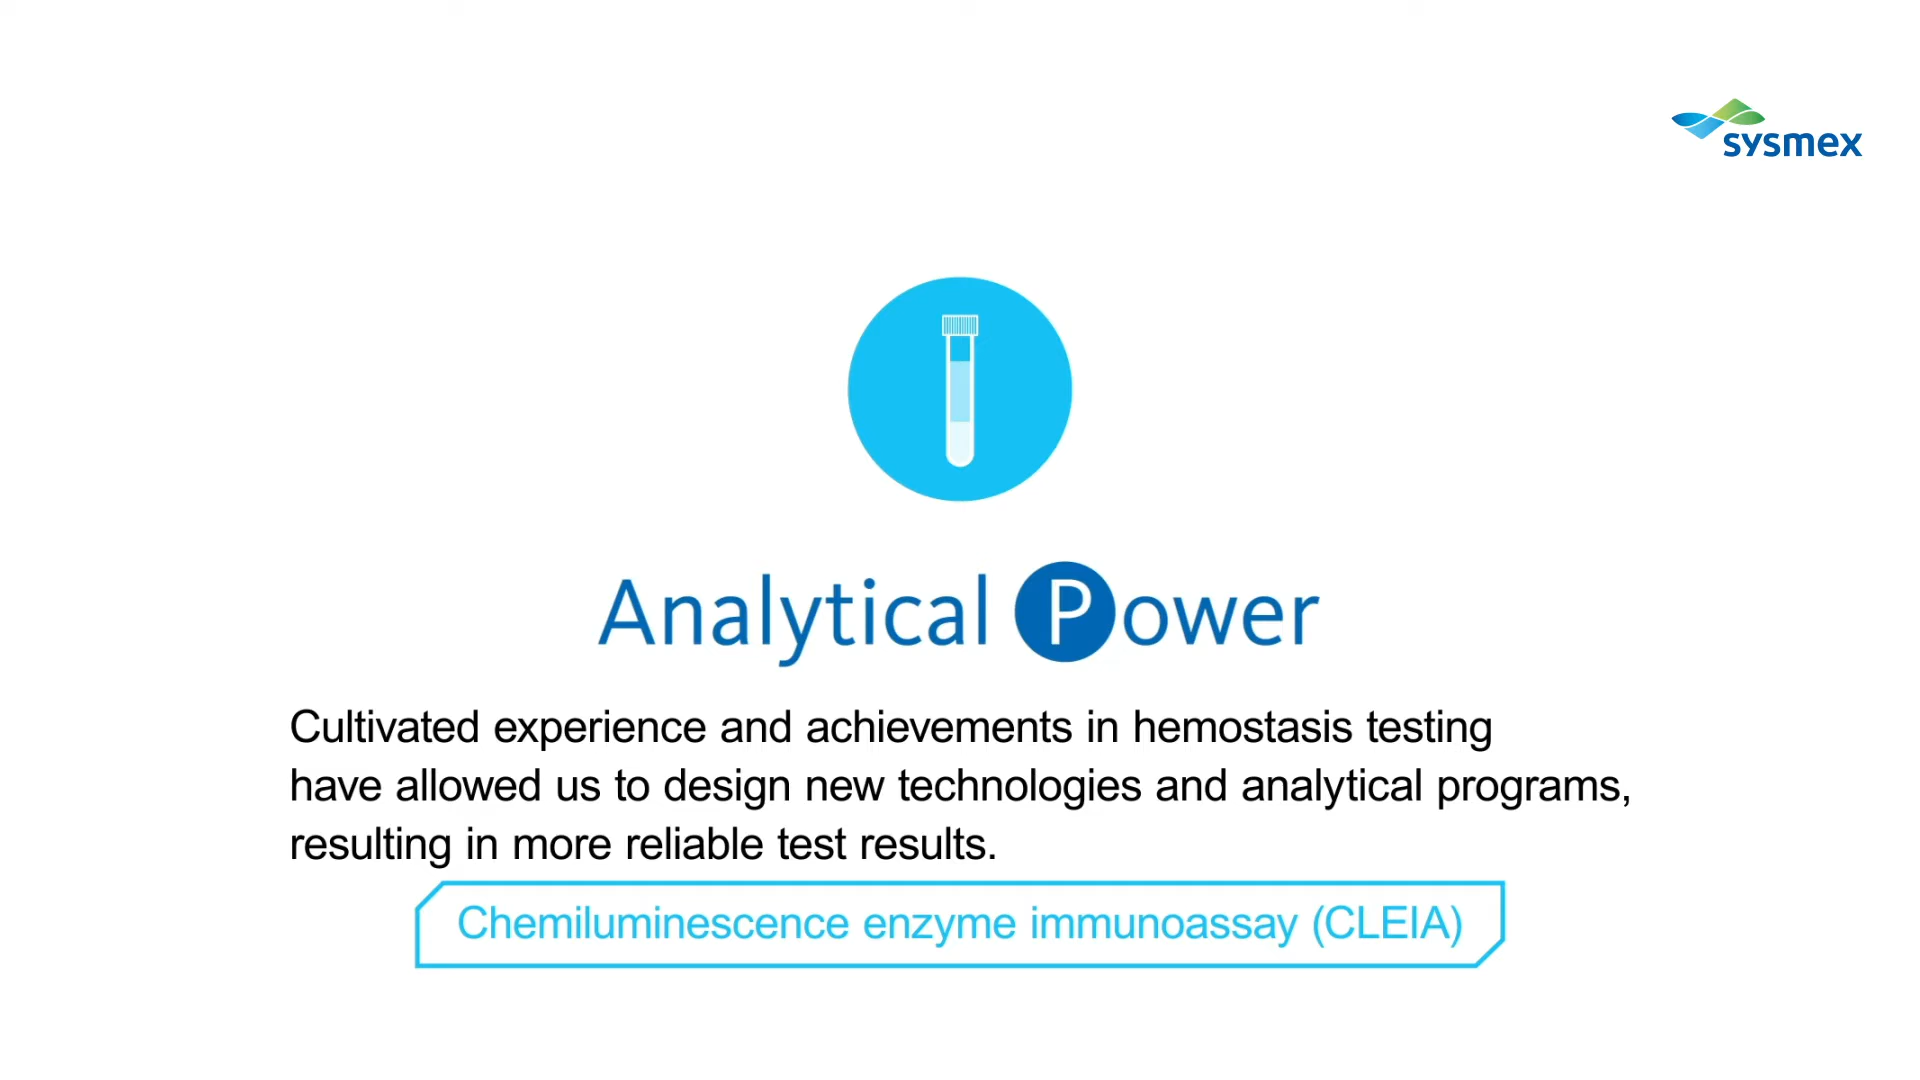 sysmex
Analytical Power
Cultivated experience and achievements in hemostasis testing
have allowed us to design new technologies and analytical programs,
resulting in more reliable test results.
Chemiluminescence enzyme immunoassay (CLEIA)